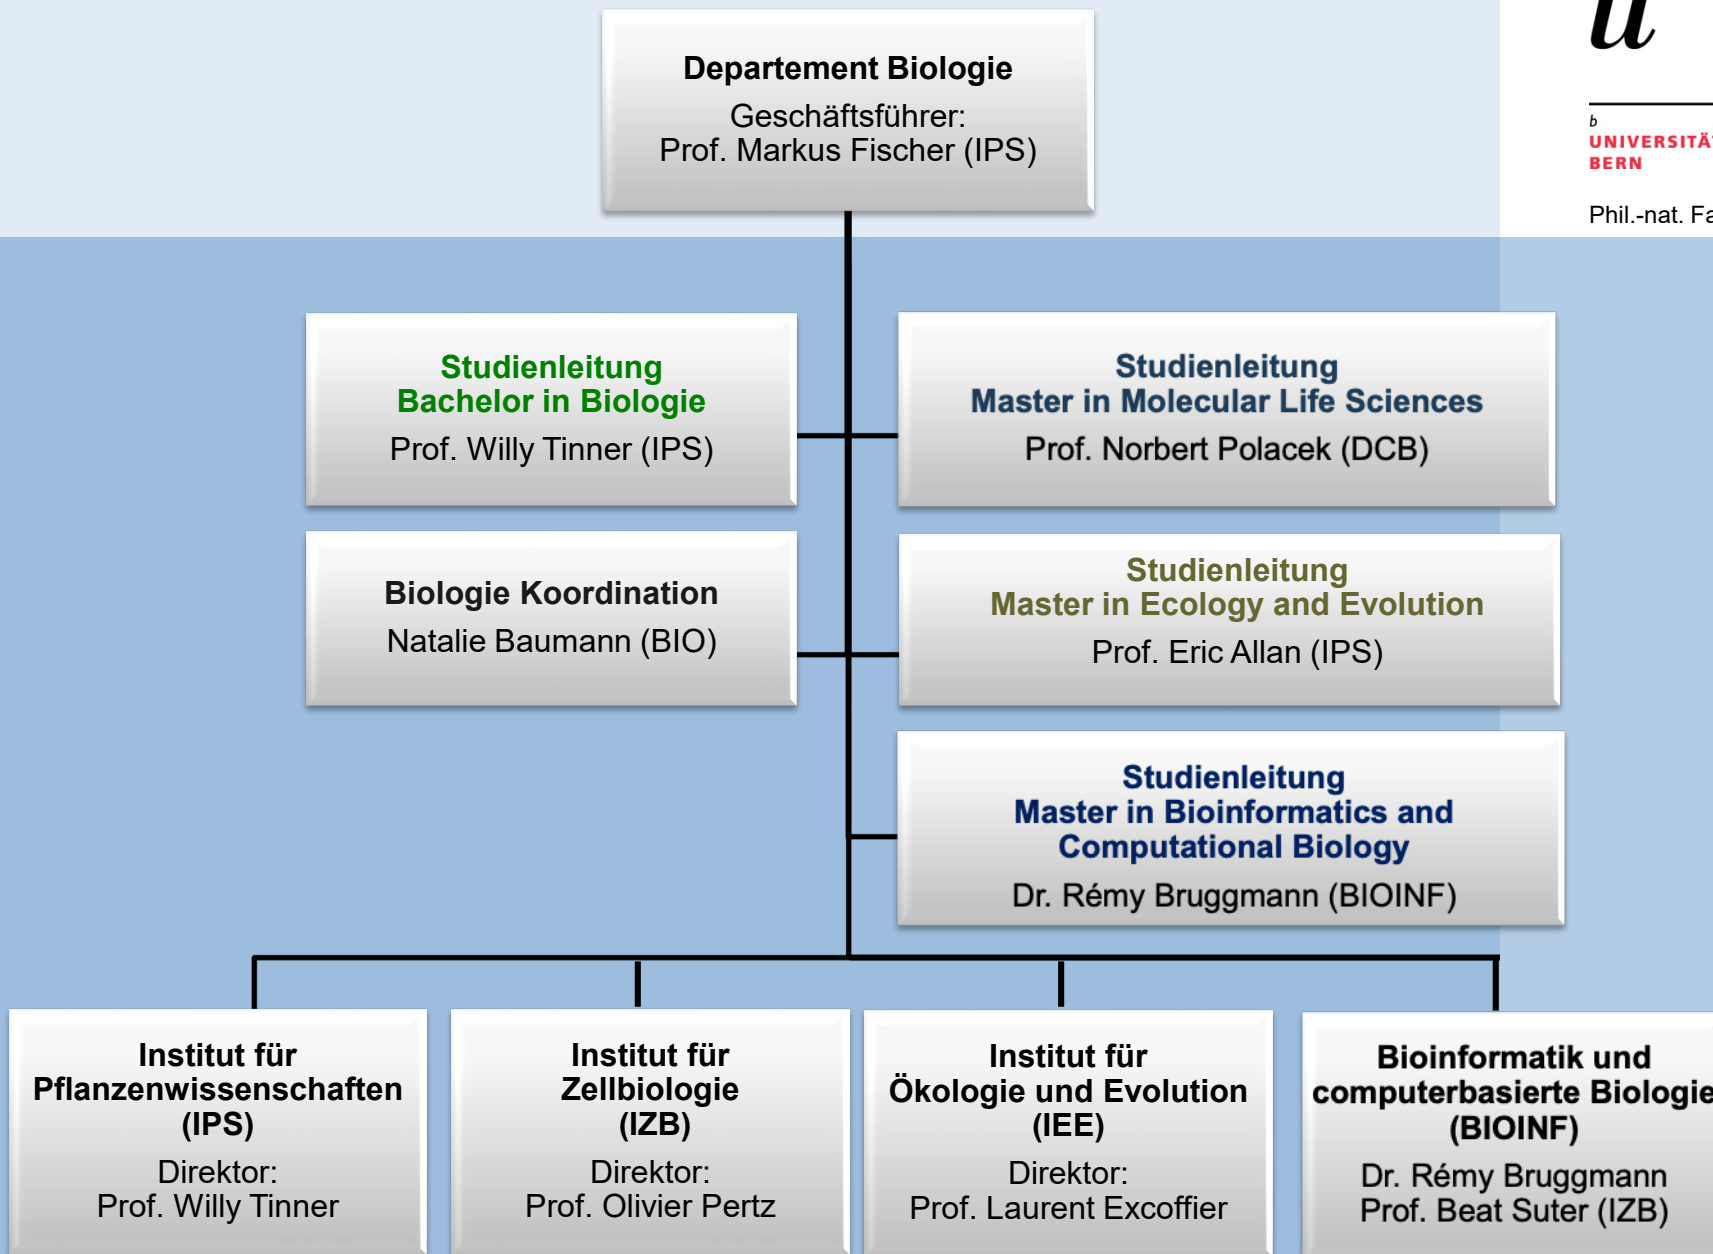 Departement Biologie
Geschäftsführer:
Prof. Markus Fischer (IPS)
u
b
UNIVERSITÄT
BERN
Phil.-nat. Fa
Studienleitung
Bachelor in Biologie
Prof. Willy Tinner (IPS)
Studienleitung
Master in Molecular Life Sciences
Prof. Norbert Polacek (DCB)
Biologie Koordination
Natalie Baumann (BIO)
Studienleitung
Master in Ecology and Evolution
Prof. Eric Allan (IPS)
Studienleitung
Master in Bioinformatics and
Computational Biology
Dr. Rémy Bruggmann (BIOINF)
Institut für
Pflanzenwissenschaften
(IPS)
Direktor:
Prof. Willy Tinner
Institut für
Zellbiologie
(IZB)
Direktor:
Prof. Olivier Pertz
Institut für
Ökologie und Evolution
(IEE)
Direktor:
Prof. Laurent Excoffier
Bioinformatik und
computerbasierte Biologie
(BIOINF)
Dr. Rémy Bruggmann
Prof. Beat Suter (IZB)